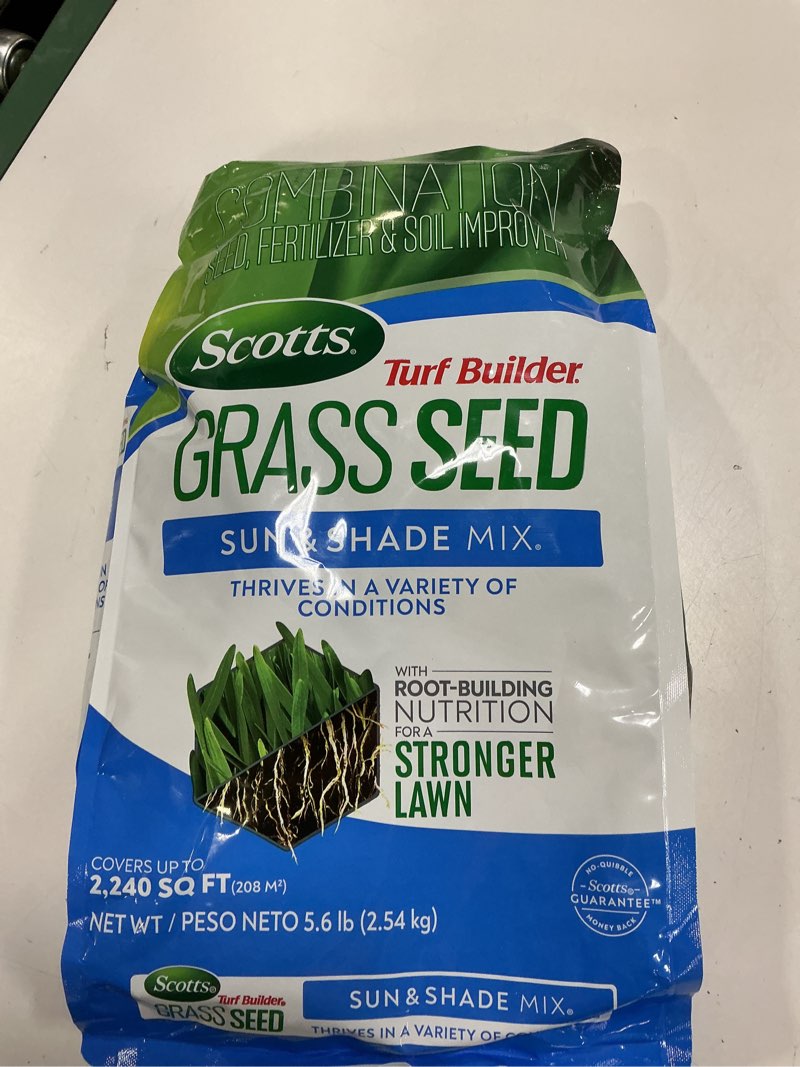 COMBINATION
SEED, FERTILIZER & SOIL IMPROVER
Scotts®
Turf Builder®
GRASS SEED
SUN & SHADE MIX®
THRIVES IN A VARIETY OF
CONDITIONS
WITH
ROOT-BUILDING
NUTRITION
FOR A
STRONGER
LAWN
COVERS UP TO
2,240 SQ FT (208 M²)
NET WT / PESO NETO 5.6 lb (2.54 kg)
NO-QUIBBLE
Scotts®
GUARANTEE™
MONEY BACK
Scotts®
Turf Builder®
GRASS SEED
SUN & SHADE MIX®
THRIVES IN A VARIETY OF